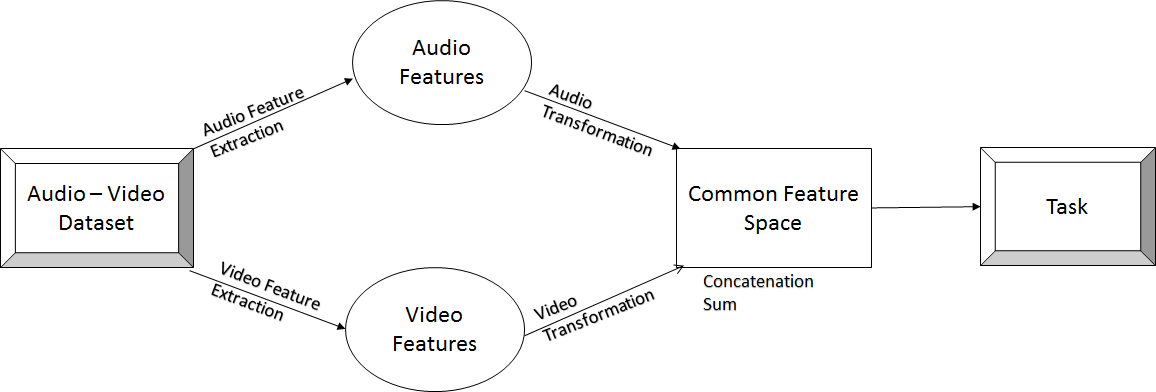 Audio
Features
Audio Feature
Extraction
Audio
Transformation
Audio – Video
Dataset
Common Feature
Space
Task
Video Feature
Extraction
Video
Features
Video
Transformation
Concatenation
Sum